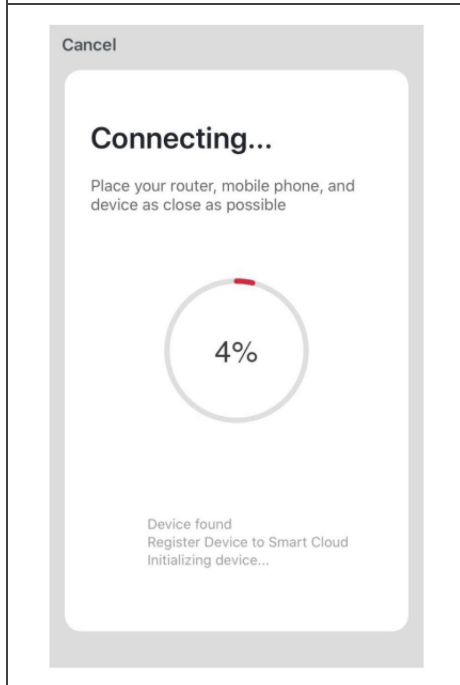 Cancel
Connecting...
Place your router, mobile phone, and
device as close as possible
4%
Device found
Register Device to Smart Cloud
Initializing device...